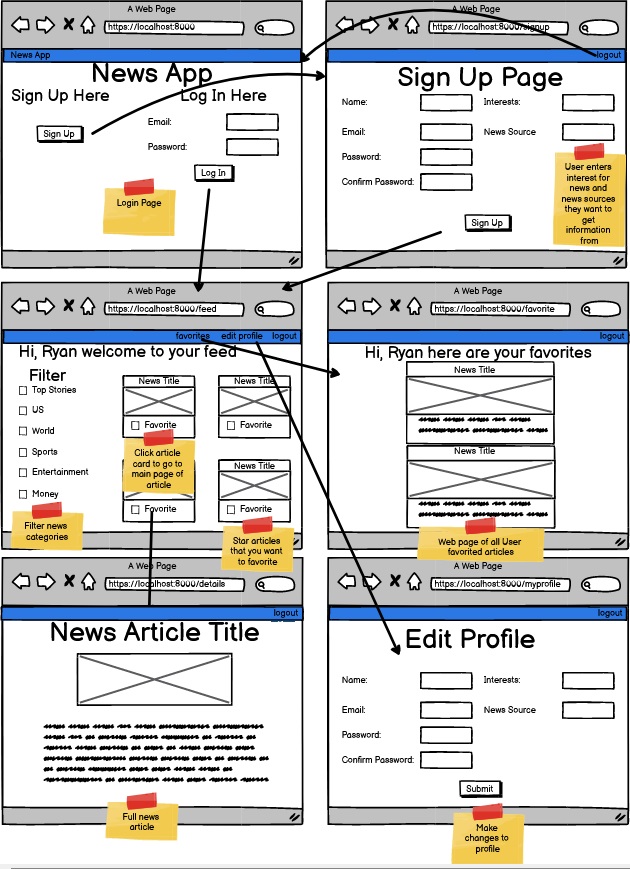 A Web Page
https://localhost:8000
News App
News App
Sign Up Here
Log In Here
Sign Up
Email:
Password:
Log In
Login Page
A Web Page
https://localhost:8000/signup
logout
Sign Up Page
Name:
Interests:
Email:
News Source
Password:
Confirm Password:
Sign Up
User enters
interest for
news and
news sources
they want to
get
information
from
A Web Page
https://localhost:8000/feed
favorites edit profile logout
Hi, Ryan welcome to your feed
Filter
Top Stories
US
World
Sports
Entertainment
Money
Filter news
categories
News Title
Favorite
News Title
Favorite
Click article
card to go to
main page of
article
Favorite
News Title
Favorite
Star articles
that you want
to favorite
A Web Page
https://localhost:8000/favorite
logout
Hi, Ryan here are your favorites
News Title
News Title
Web page of all User
favorited articles
A Web Page
https://localhost:8000/details
logout
News Article Title
Full news
article
A Web Page
https://localhost:8000/myprofile
logout
Edit Profile
Name:
Interests:
Email:
News Source
Password:
Confirm Password:
Submit
Make
changes to
profile